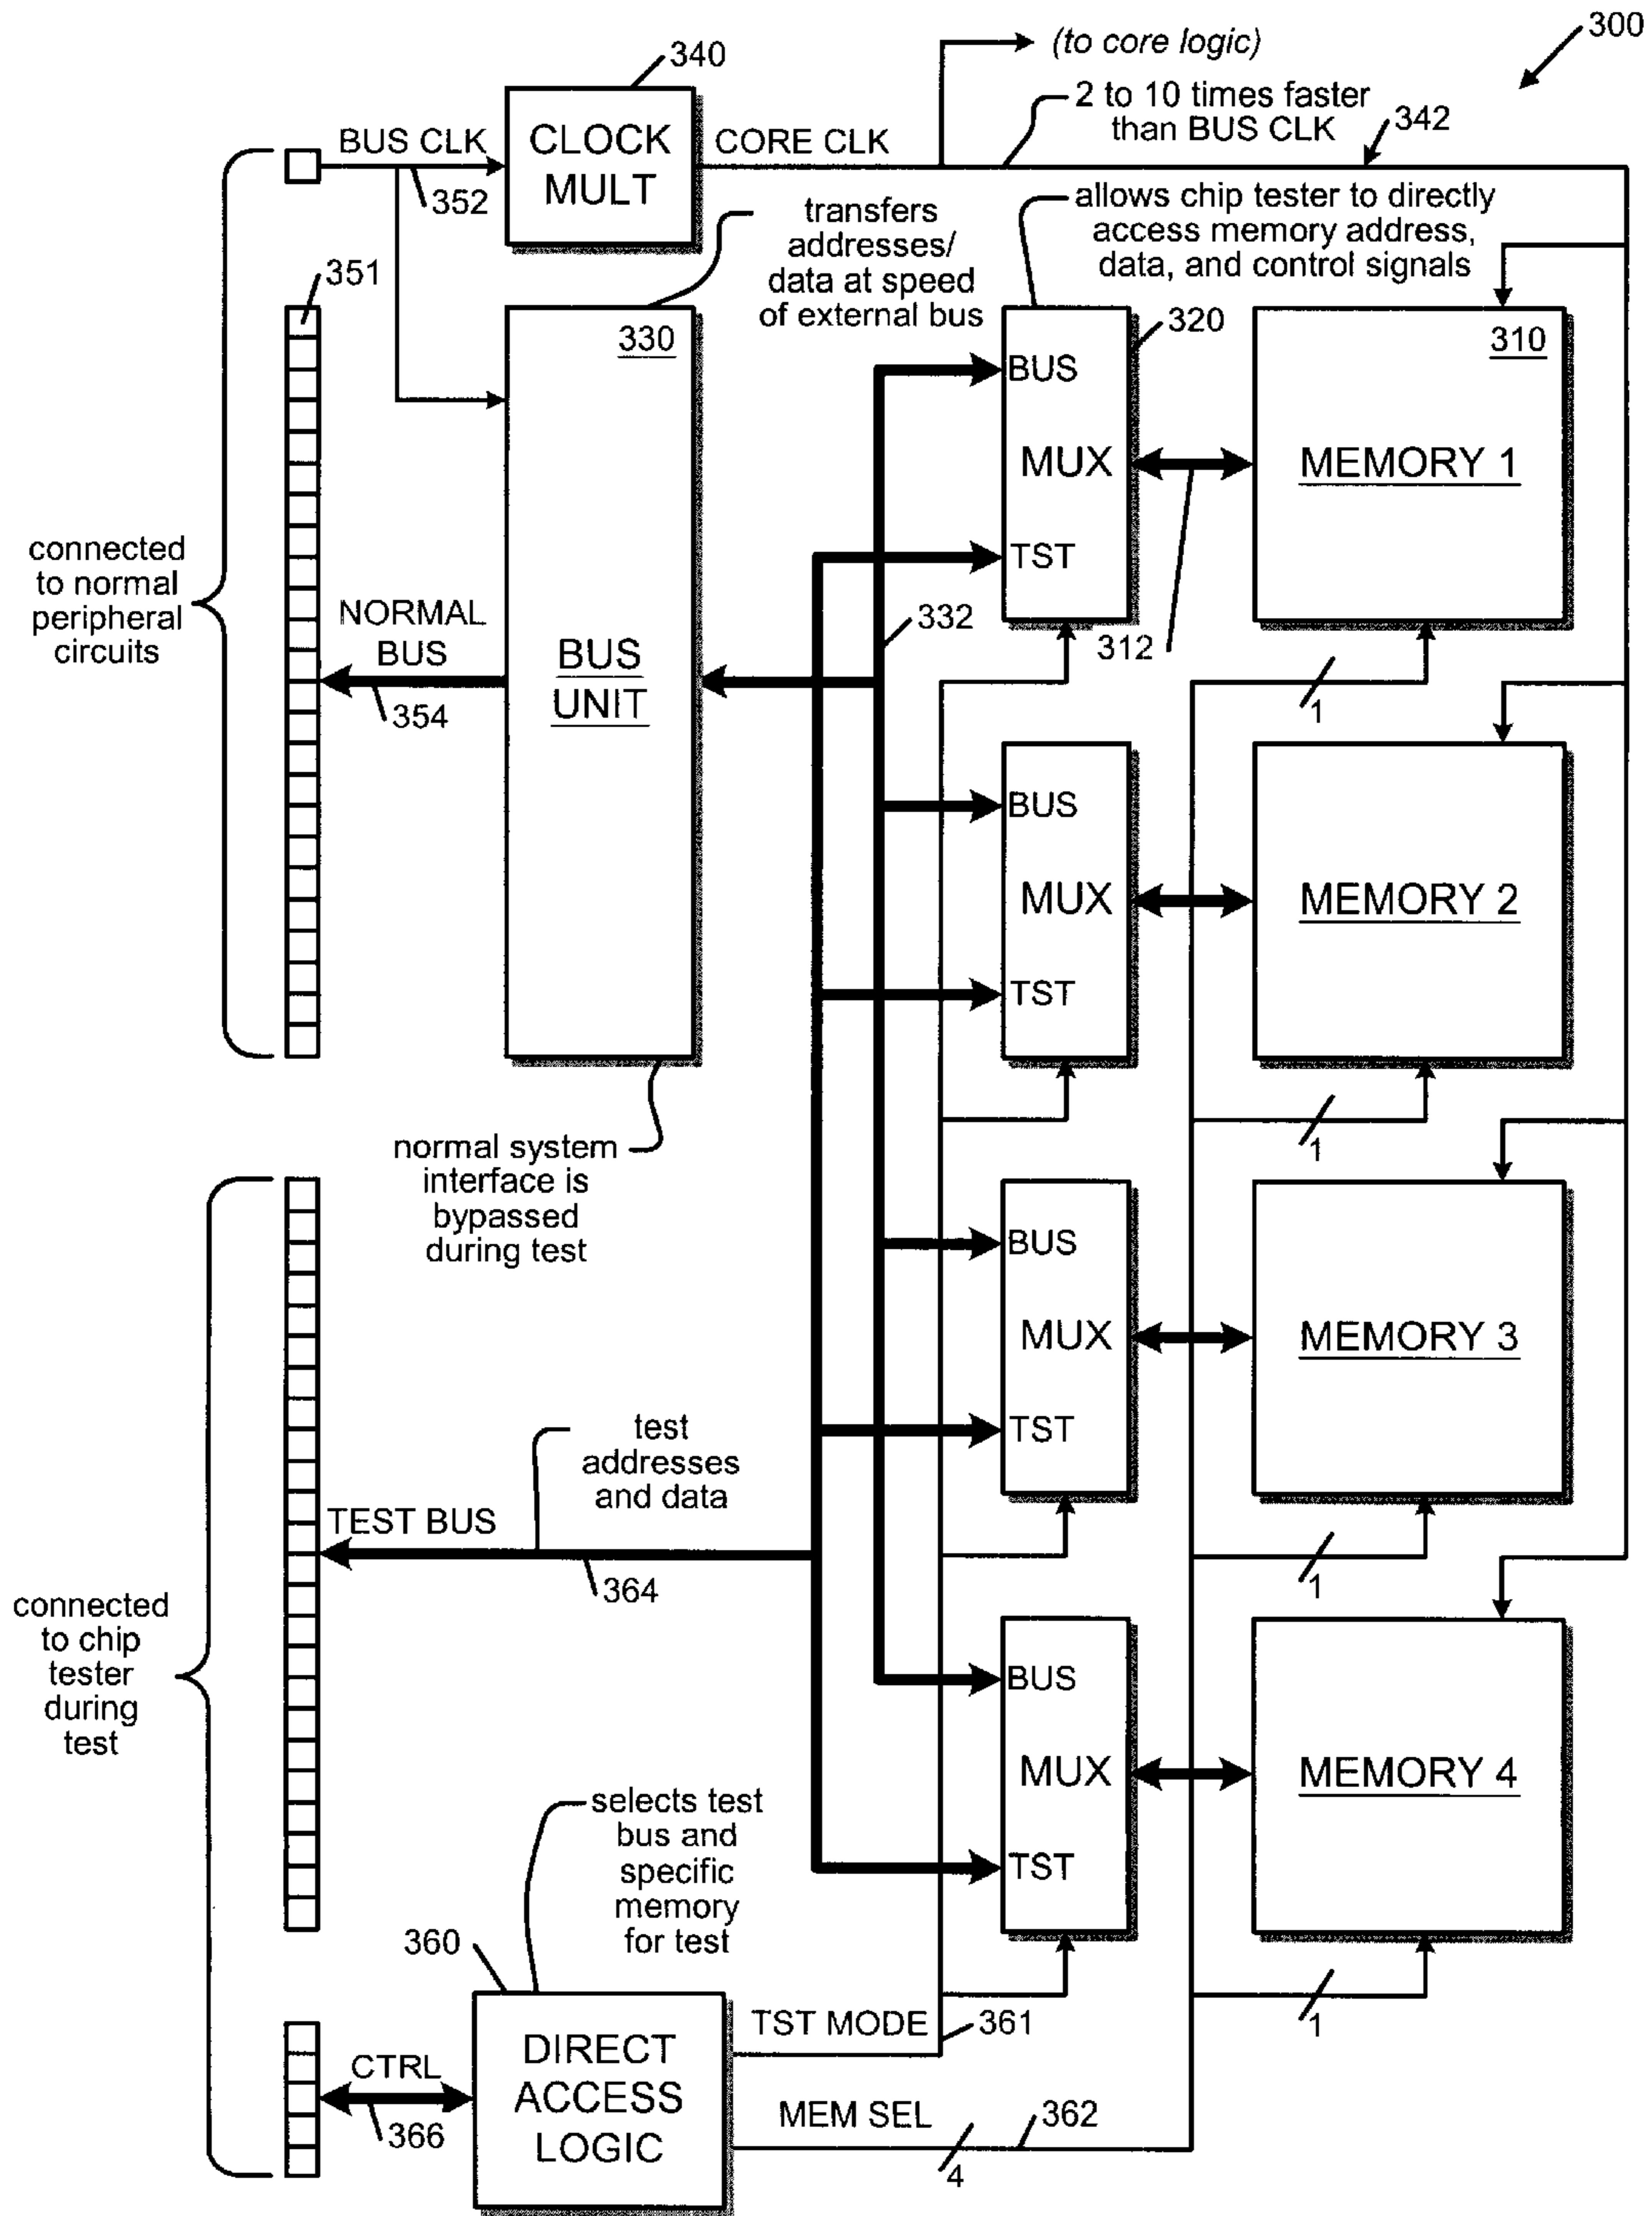 300
340
(to core logic)
2 to 10 times faster
than BUS CLK
342
BUS CLK
CLOCK
MULT
CORE CLK
352
transfers
addresses/
data at speed
of external bus
allows chip tester to directly
access memory address,
data, and control signals
351
330
320
310
BUS
MUX
TST
MEMORY 1
312
332
1
connected
to normal
peripheral
circuits
NORMAL
BUS
354
BUS
UNIT
BUS
MUX
TST
MEMORY 2
1
normal system
interface is
bypassed
during test
BUS
MUX
TST
MEMORY 3
1
test
addresses
and data
TEST BUS
364
connected
to chip
tester
during
test
BUS
MUX
TST
MEMORY 4
1
selects test
bus and
specific
memory
for test
360
DIRECT
ACCESS
LOGIC
TST MODE
361
CTRL
366
MEM SEL
362
4